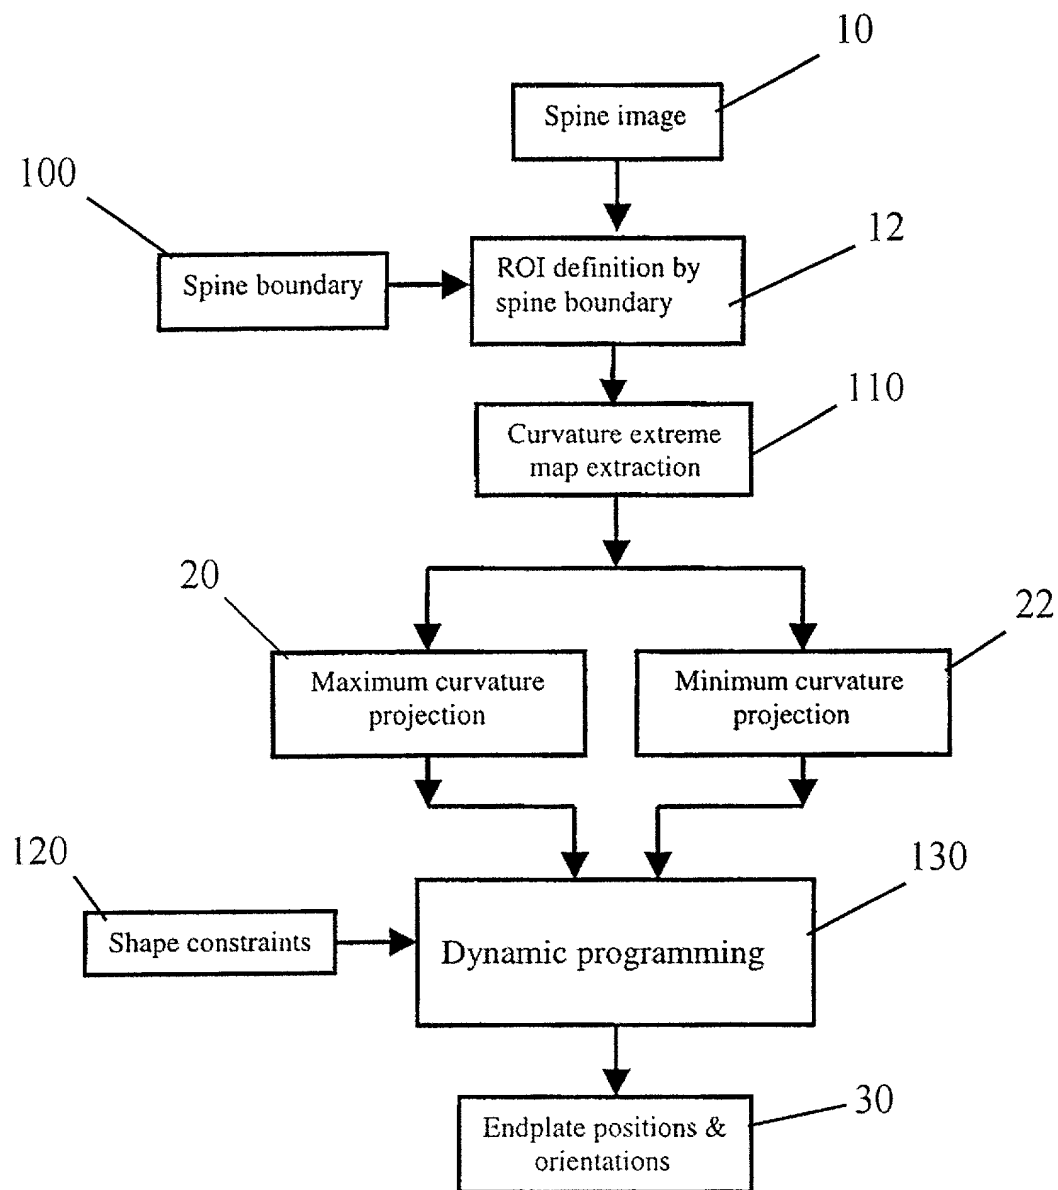 10
Spine image
100
12
ROI definition by
spine boundary
Spine boundary
110
Curvature extreme
map extraction
20
22
Maximum curvature
projection
Minimum curvature
projection
120
130
Shape constraints
Dynamic programming
30
Endplate positions &
orientations